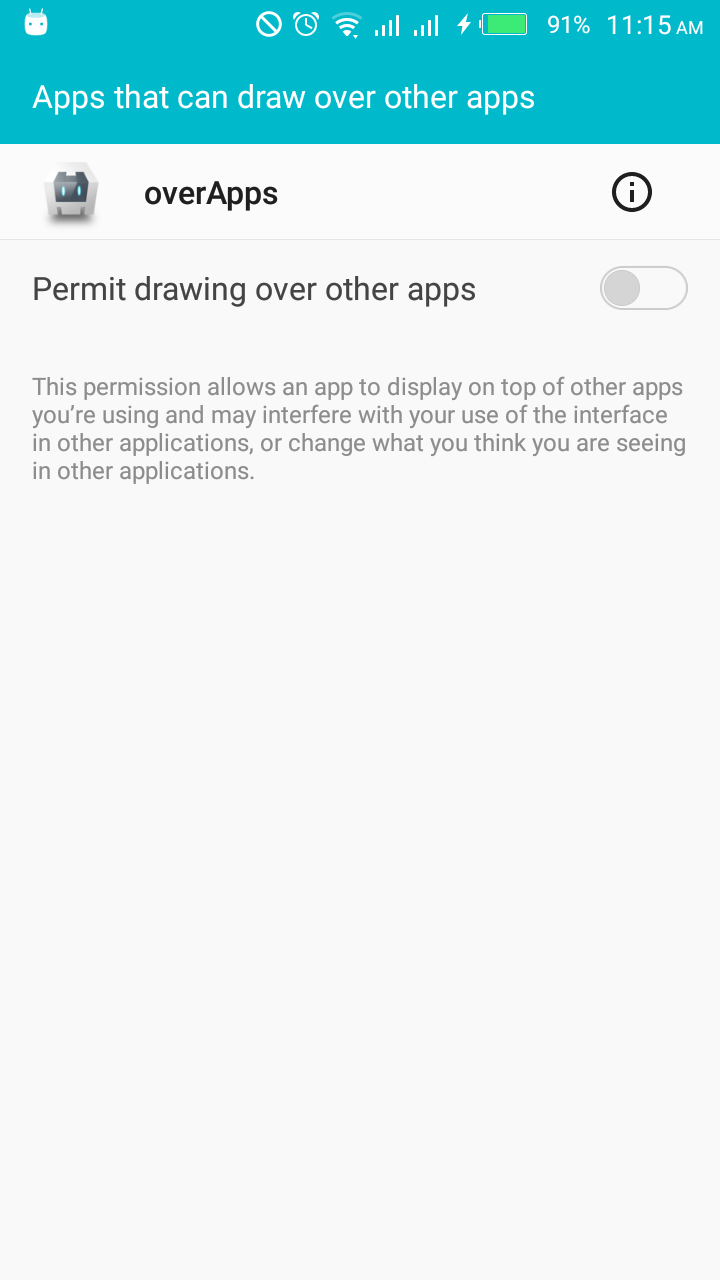 91% 11:15 AM
Apps that can draw over other apps
overApps
Permit drawing over other apps
This permission allows an app to display on top of other apps
you’re using and may interfere with your use of the interface
in other applications, or change what you think you are seeing
in other applications.